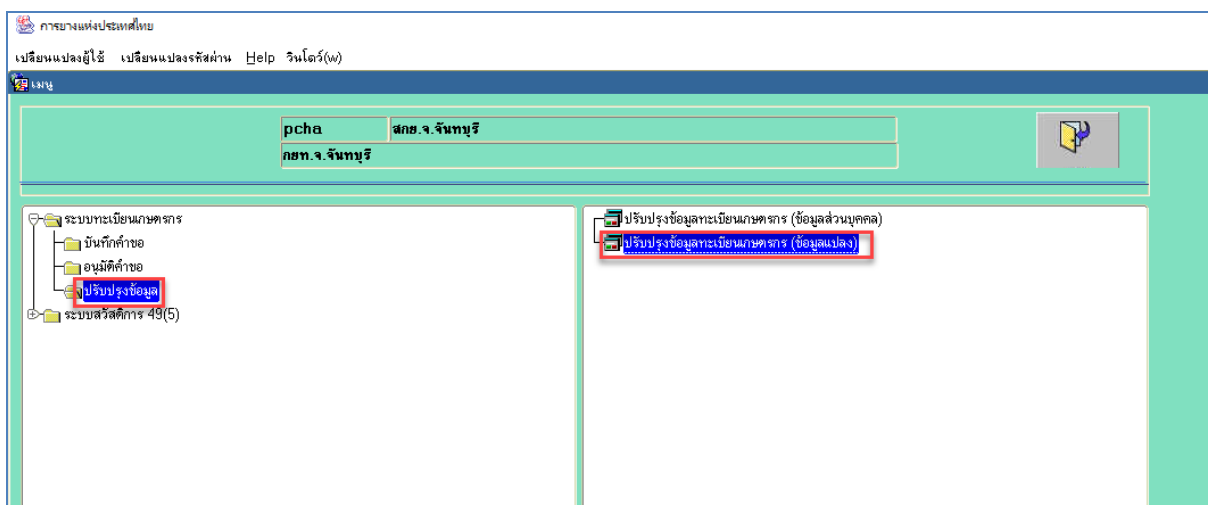 การยางแห่งประเทศไทย
เปลี่ยนแปลงผู้ใช้ เปลี่ยนแปลงรหัสผ่าน Help วินโดว์(w)
เมนู
pcha สกย.จ.จันทบุรี
กยท.จ.จันทบุรี
ระบบทะเบียนเกษตรกร
บันทึกคำขอ
อนุมัติคำขอ
ปรับปรุงข้อมูล
ระบบสวัสดิการ 49(5)
ปรับปรุงข้อมูลทะเบียนเกษตรกร (ข้อมูลส่วนบุคคล)
ปรับปรุงข้อมูลทะเบียนเกษตรกร (ข้อมูลแปลง)